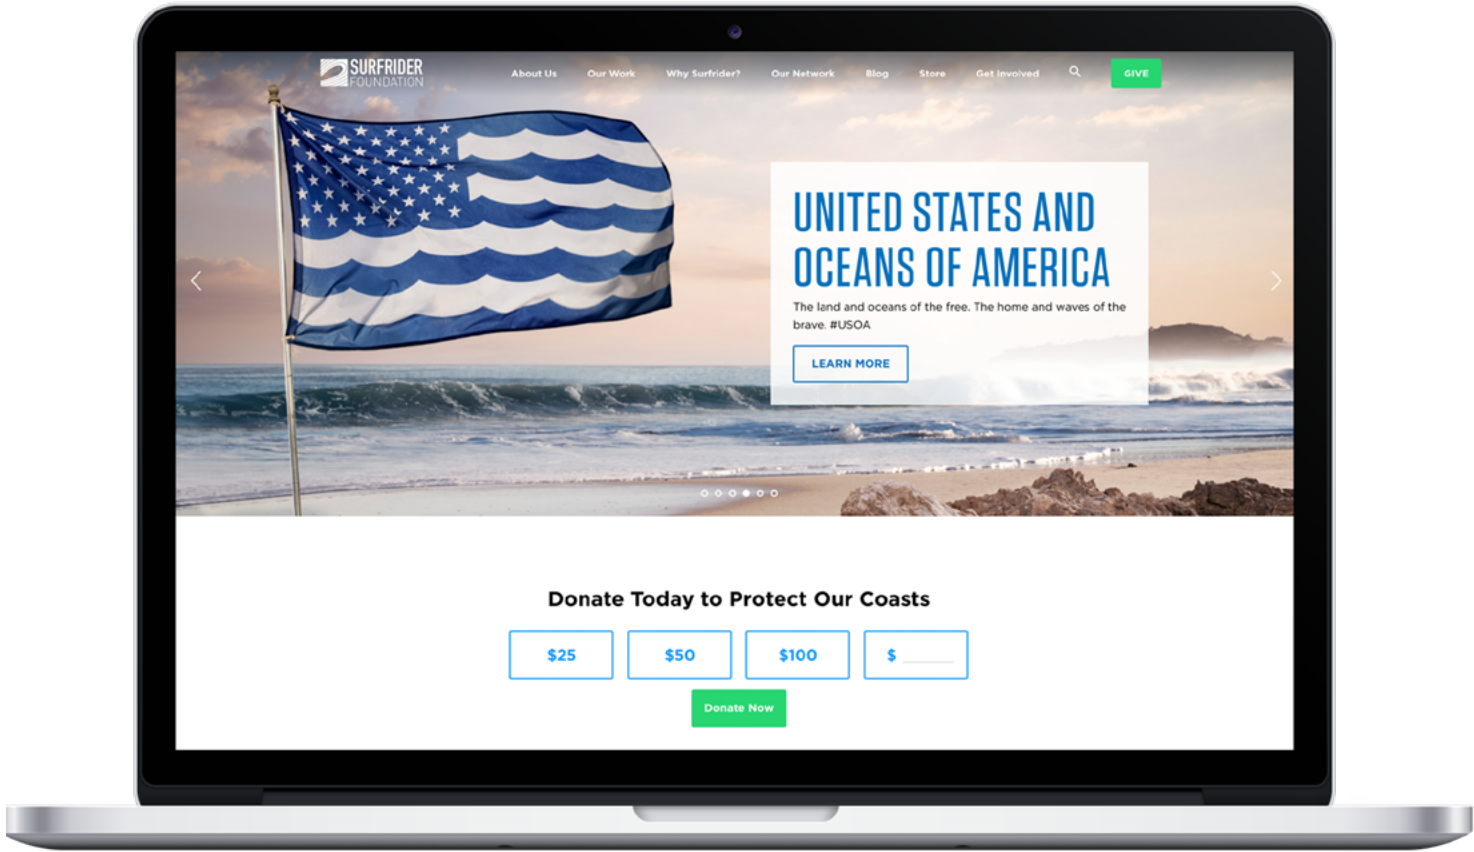 SURFRIDER
FOUNDATION
About Us Our Work Why Surfrider? Our Network Blog Store Get Involved GIVE
UNITED STATES AND
OCEANS OF AMERICA
The land and oceans of the free. The home and waves of the
brave. #USOA
LEARN MORE
Donate Today to Protect Our Coasts
$25 $50 $100 $
Donate Now